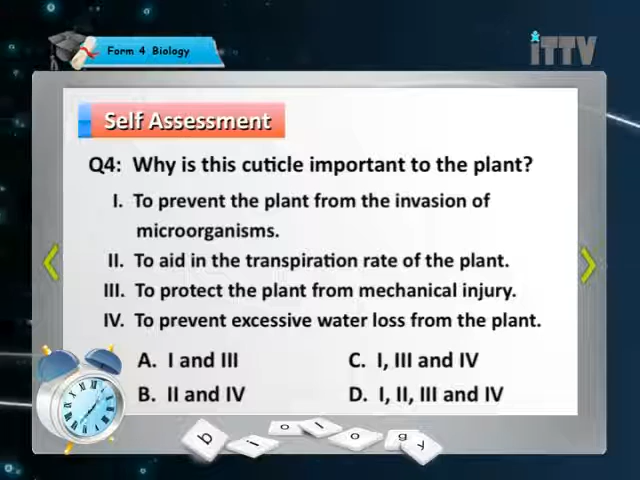 Form 4 Biology
iTTV
Self Assessment
Q4: Why is this cuticle important to the plant?
I. To prevent the plant from the invasion of
microorganisms.
II. To aid in the transpiration rate of the plant.
III. To protect the plant from mechanical injury.
IV. To prevent excessive water loss from the plant.
A. I and III
C. I, III and IV
B. II and IV
D. I, II, III and IV
b i o l o g y